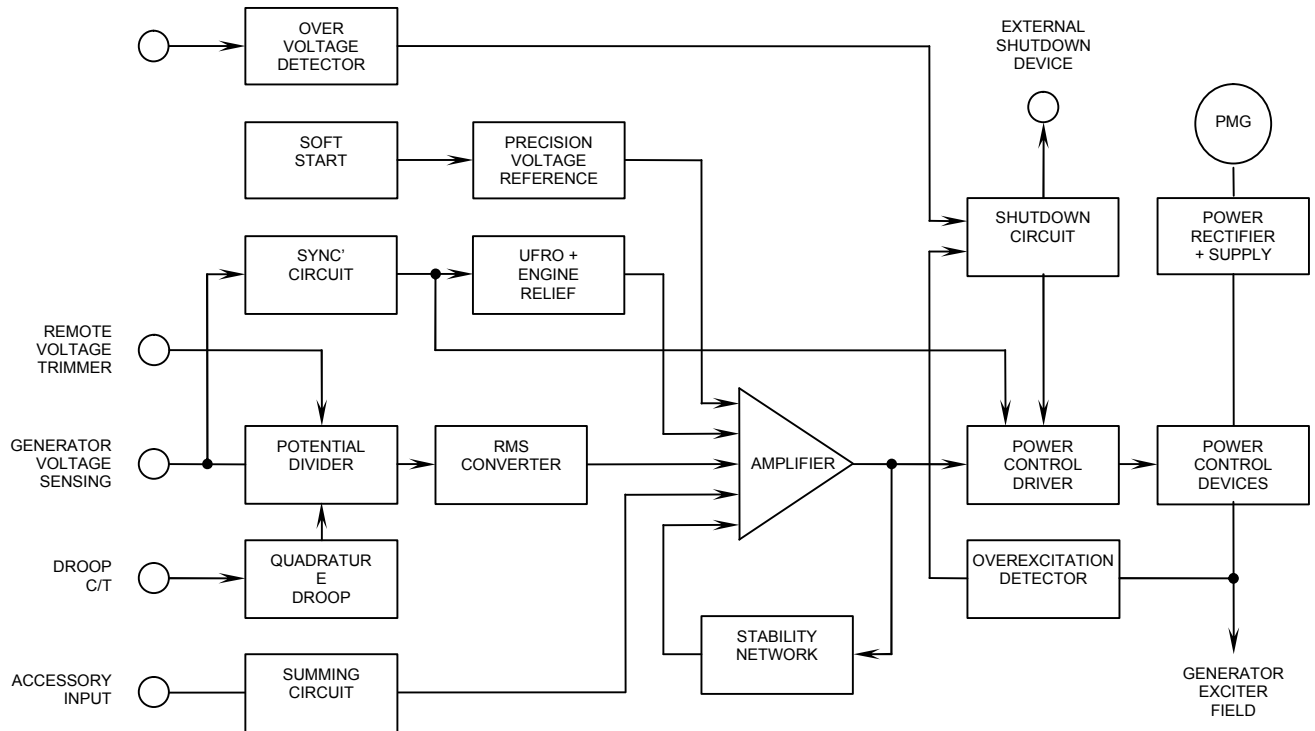 OVER
VOLTAGE
DETECTOR
EXTERNAL
SHUTDOWN
DEVICE
SOFT
START
PRECISION
VOLTAGE
REFERENCE
PMG
SYNC'
CIRCUIT
UFRO +
ENGINE
RELIEF
SHUTDOWN
CIRCUIT
POWER
RECTIFIER
+ SUPPLY
REMOTE
VOLTAGE
TRIMMER
GENERATOR
VOLTAGE
SENSING
POTENTIAL
DIVIDER
RMS
CONVERTER
AMPLIFIER
POWER
CONTROL
DRIVER
POWER
CONTROL
DEVICES
DROOP
C/T
QUADRATUR
E
DROOP
OVEREXCITATION
DETECTOR
STABILITY
NETWORK
ACCESSORY
INPUT
SUMMING
CIRCUIT
GENERATOR
EXCITER
FIELD